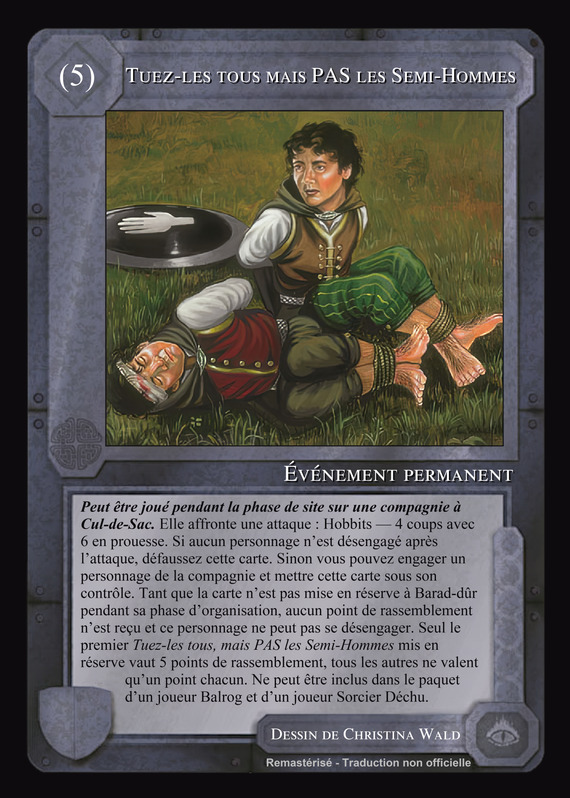 (5)
Tuez-les tous mais PAS les Semi-Hommes
Événement permanent
Peut être joué pendant la phase de site sur une compagnie à
Cul-de-Sac. Elle affronte une attaque : Hobbits — 4 coups avec
6 en prouesse. Si aucun personnage n'est désengagé après
l'attaque, défaussez cette carte. Sinon vous pouvez engager un
personnage de la compagnie et mettre cette carte sous son
contrôle. Tant que la carte n'est pas mise en réserve à Barad-dûr
pendant sa phase d'organisation, aucun point de rassemblement
n'est reçu et ce personnage ne peut pas se désengager. Seul le
premier Tuez-les tous, mais PAS les Semi-Hommes mis en
réserve vaut 5 points de rassemblement, tous les autres ne valent
qu'un point chacun. Ne peut être inclus dans le paquet
d'un joueur Balrog et d'un joueur Sorcier Déchu.
Dessin de Christina Wald
Remastérisé - Traduction non officielle